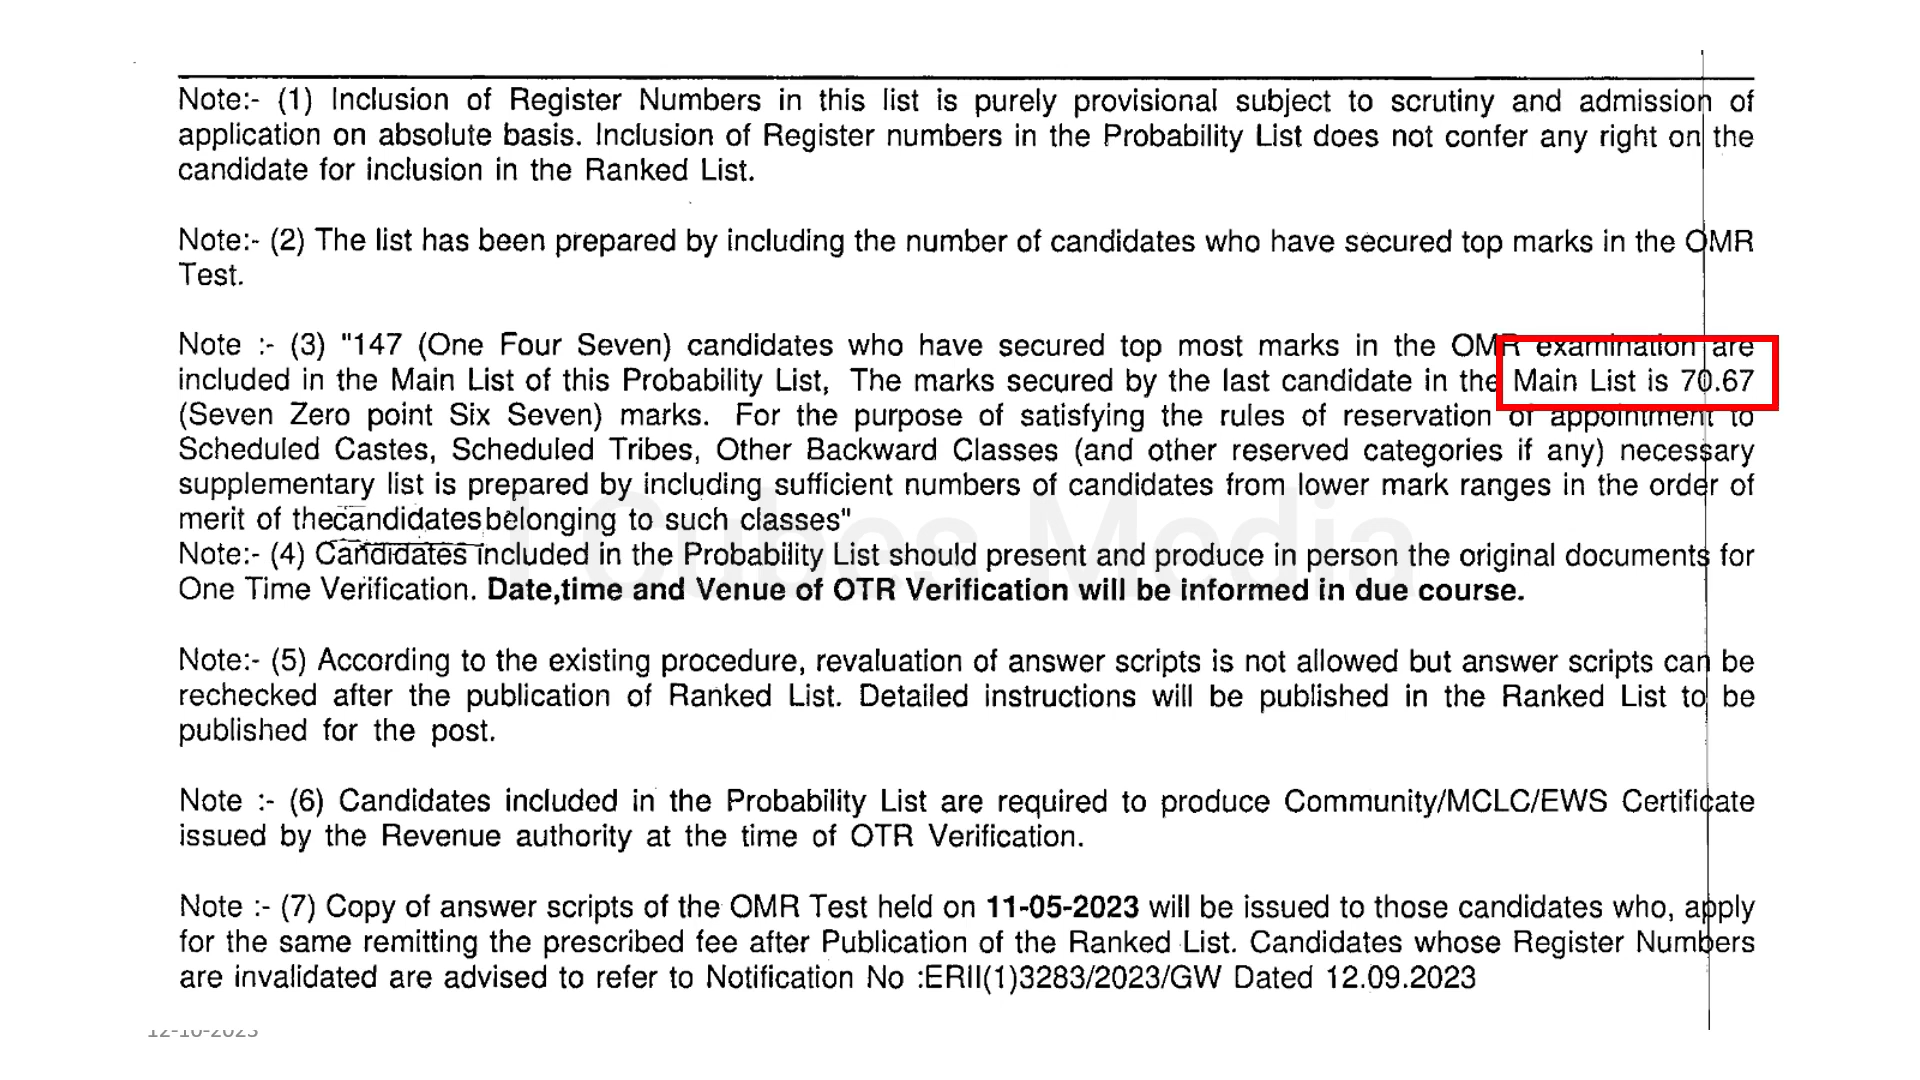 Note:- (1) Inclusion of Register Numbers in this list is purely provisional subject to scrutiny and admission of
application on absolute basis. Inclusion of Register numbers in the Probability List does not confer any right on the
candidate for inclusion in the Ranked List.
Note:- (2) The list has been prepared by including the number of candidates who have secured top marks in the OMR
Test.
Note :- (3) "147 (One Four Seven) candidates who have secured top most marks in the OMR examination are
included in the Main List of this Probability List, The marks secured by the last candidate in the Main List is 70.67
(Seven Zero point Six Seven) marks. For the purpose of satisfying the rules of reservation of appointment to
Scheduled Castes, Scheduled Tribes, Other Backward Classes (and other reserved categories if any) necessary
supplementary list is prepared by including sufficient numbers of candidates from lower mark ranges in the order of
merit of thecandidates belonging to such classes"
Note:- (4) Candidates included in the Probability List should present and produce in person the original documents for
One Time Verification. Date,time and Venue of OTR Verification will be informed in due course.
Note:- (5) According to the existing procedure, revaluation of answer scripts is not allowed but answer scripts can be
rechecked after the publication of Ranked List. Detailed instructions will be published in the Ranked List to be
published for the post.
Note :- (6) Candidates included in the Probability List are required to produce Community/MCLC/EWS Certificate
issued by the Revenue authority at the time of OTR Verification.
Note :- (7) Copy of answer scripts of the OMR Test held on 11-05-2023 will be issued to those candidates who, apply
for the same remitting the prescribed fee after Publication of the Ranked List. Candidates whose Register Numbers
are invalidated are advised to refer to Notification No :ERII(1)3283/2023/GW Dated 12.09.2023
12-10-2023